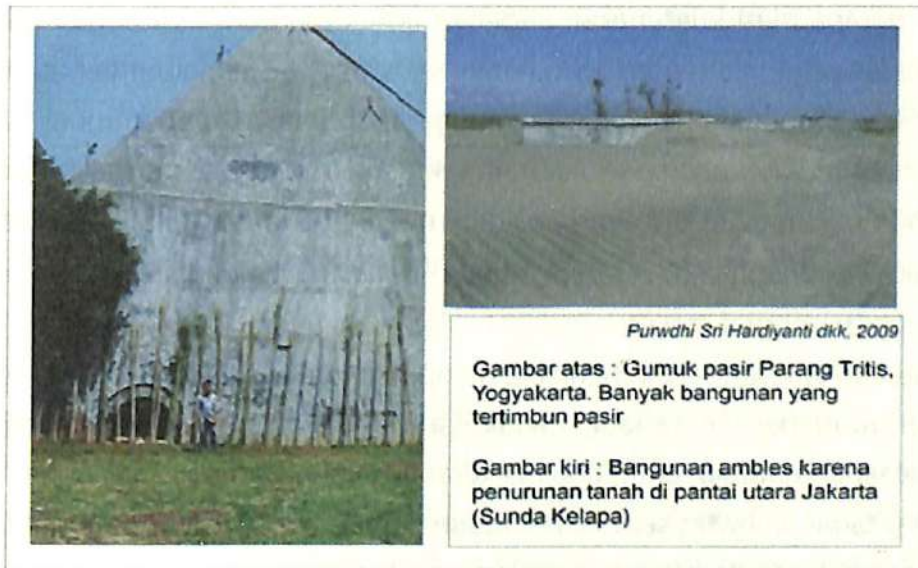 Purwdhi Sri Hardiyanti dkk, 2009
Gambar atas : Gumuk pasir Parang Tritis,
Yogyakarta. Banyak bangunan yang
tertimbun pasir
Gambar kiri : Bangunan ambles karena
penurunan tanah di pantai utara Jakarta
(Sunda Kelapa)